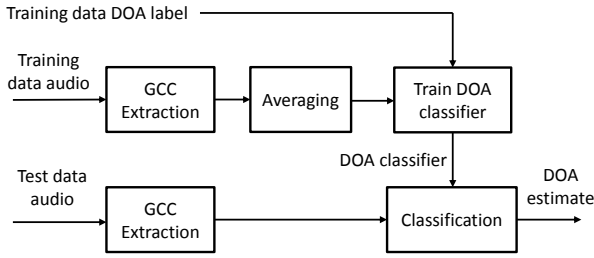 Training data DOA label
Training
data audio
GCC
Extraction
Averaging
Train DOA
classifier
DOA classifier
Test data
audio
GCC
Extraction
Classification
DOA
estimate